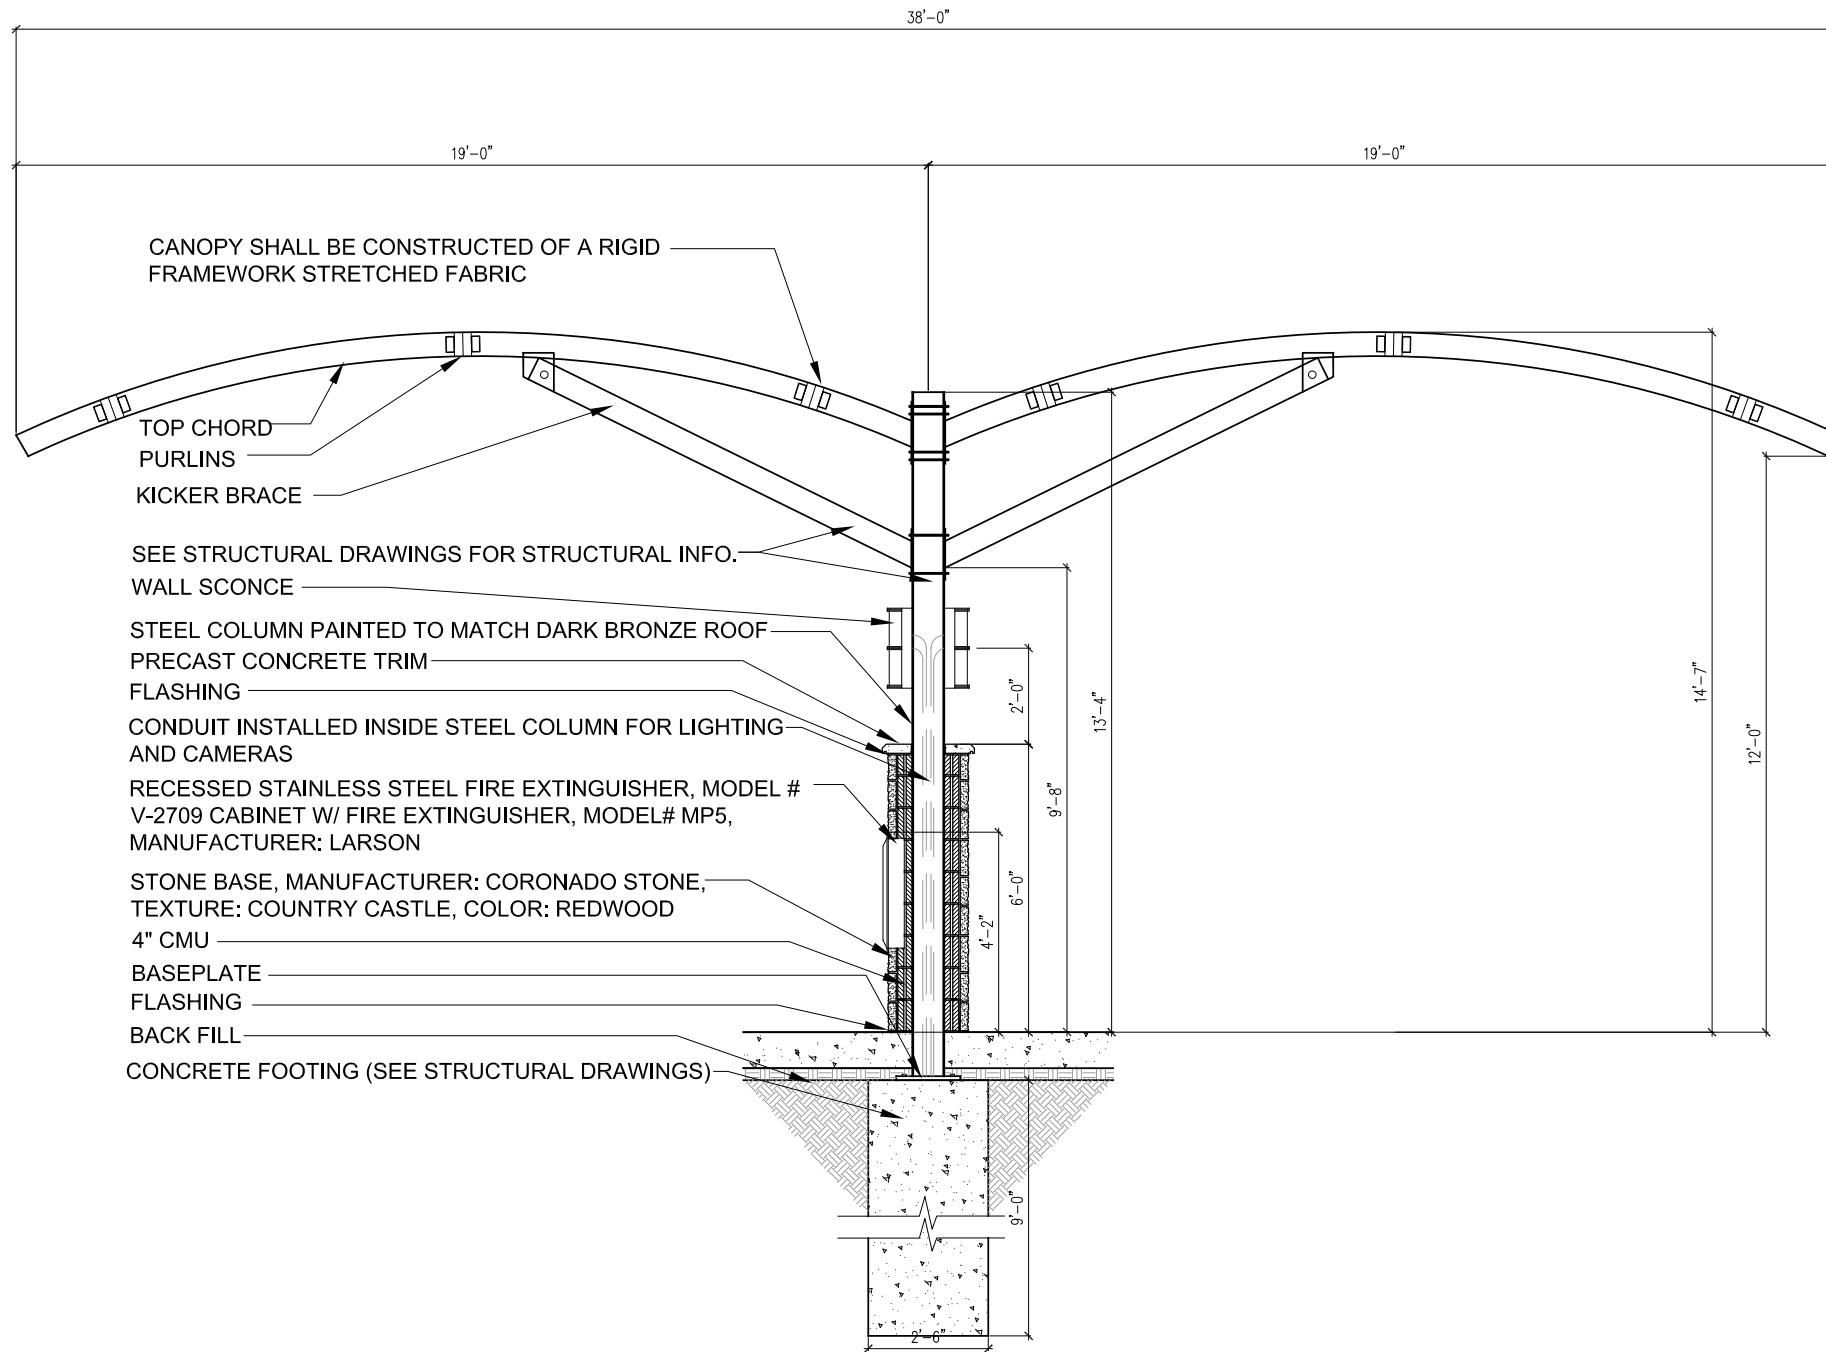 38'-0"
19'-0"
19'-0"
CANOPY SHALL BE CONSTRUCTED OF A RIGID
FRAMEWORK STRETCHED FABRIC
TOP CHORD
PURLINS
KICKER BRACE
SEE STRUCTURAL DRAWINGS FOR STRUCTURAL INFO.
WALL SCONCE
STEEL COLUMN PAINTED TO MATCH DARK BRONZE ROOF
PRECAST CONCRETE TRIM
FLASHING
CONDUIT INSTALLED INSIDE STEEL COLUMN FOR LIGHTING
AND CAMERAS
RECESSED STAINLESS STEEL FIRE EXTINGUISHER, MODEL #
V-2709 CABINET W/ FIRE EXTINGUISHER, MODEL# MP5,
MANUFACTURER: LARSON
STONE BASE, MANUFACTURER: CORONADO STONE,
TEXTURE: COUNTRY CASTLE, COLOR: REDWOOD
4" CMU
BASEPLATE
FLASHING
BACK FILL
CONCRETE FOOTING (SEE STRUCTURAL DRAWINGS)
2'-0"
13'-4"
14'-7"
12'-0"
9'-8"
6'-0"
4'-2"
9'-0"
2'-6"